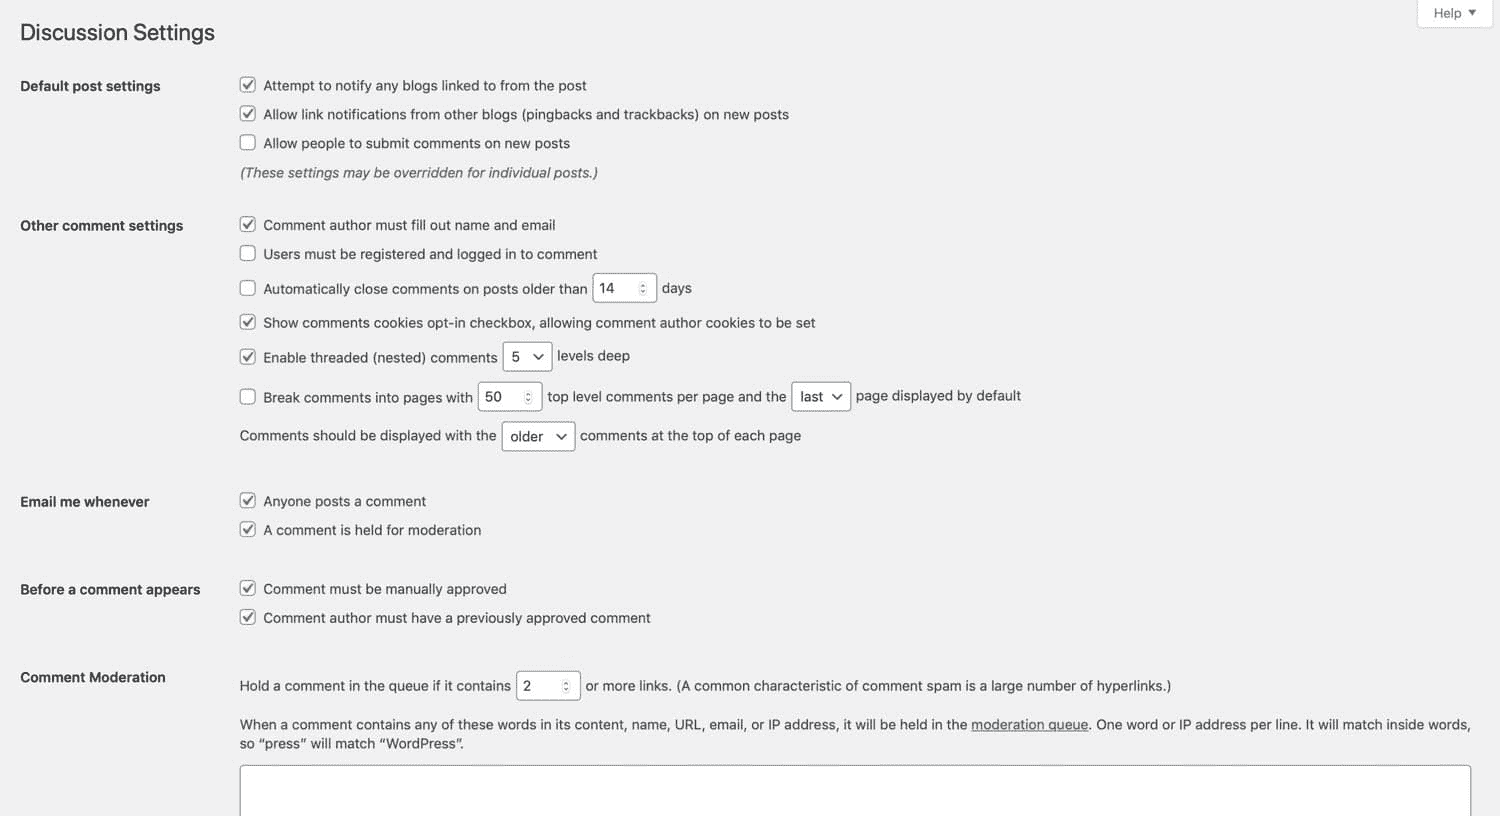 Help
Discussion Settings
Default post settings
Attempt to notify any blogs linked to from the post
Allow link notifications from other blogs (pingbacks and trackbacks) on new posts
Allow people to submit comments on new posts
(These settings may be overridden for individual posts.)
Other comment settings
Comment author must fill out name and email
Users must be registered and logged in to comment
Automatically close comments on posts older than 14 days
Show comments cookies opt-in checkbox, allowing comment author cookies to be set
Enable threaded (nested) comments 5 levels deep
Break comments into pages with 50 top level comments per page and the last page displayed by default
Comments should be displayed with the older comments at the top of each page
Email me whenever
Anyone posts a comment
A comment is held for moderation
Before a comment appears
Comment must be manually approved
Comment author must have a previously approved comment
Comment Moderation
Hold a comment in the queue if it contains 2 or more links. (A common characteristic of comment spam is a large number of hyperlinks.)
When a comment contains any of these words in its content, name, URL, email, or IP address, it will be held in the moderation queue. One word or IP address per line. It will match inside words,
so “press” will match “WordPress”.